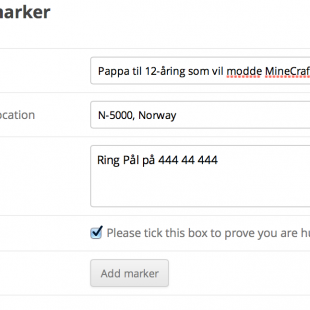 marker
Pappa til 12-åring som vil modde MineCraf
ocation
N-5000, Norway
Ring Pål på 444 44 444
Please tick this box to prove you are hu
Add marker